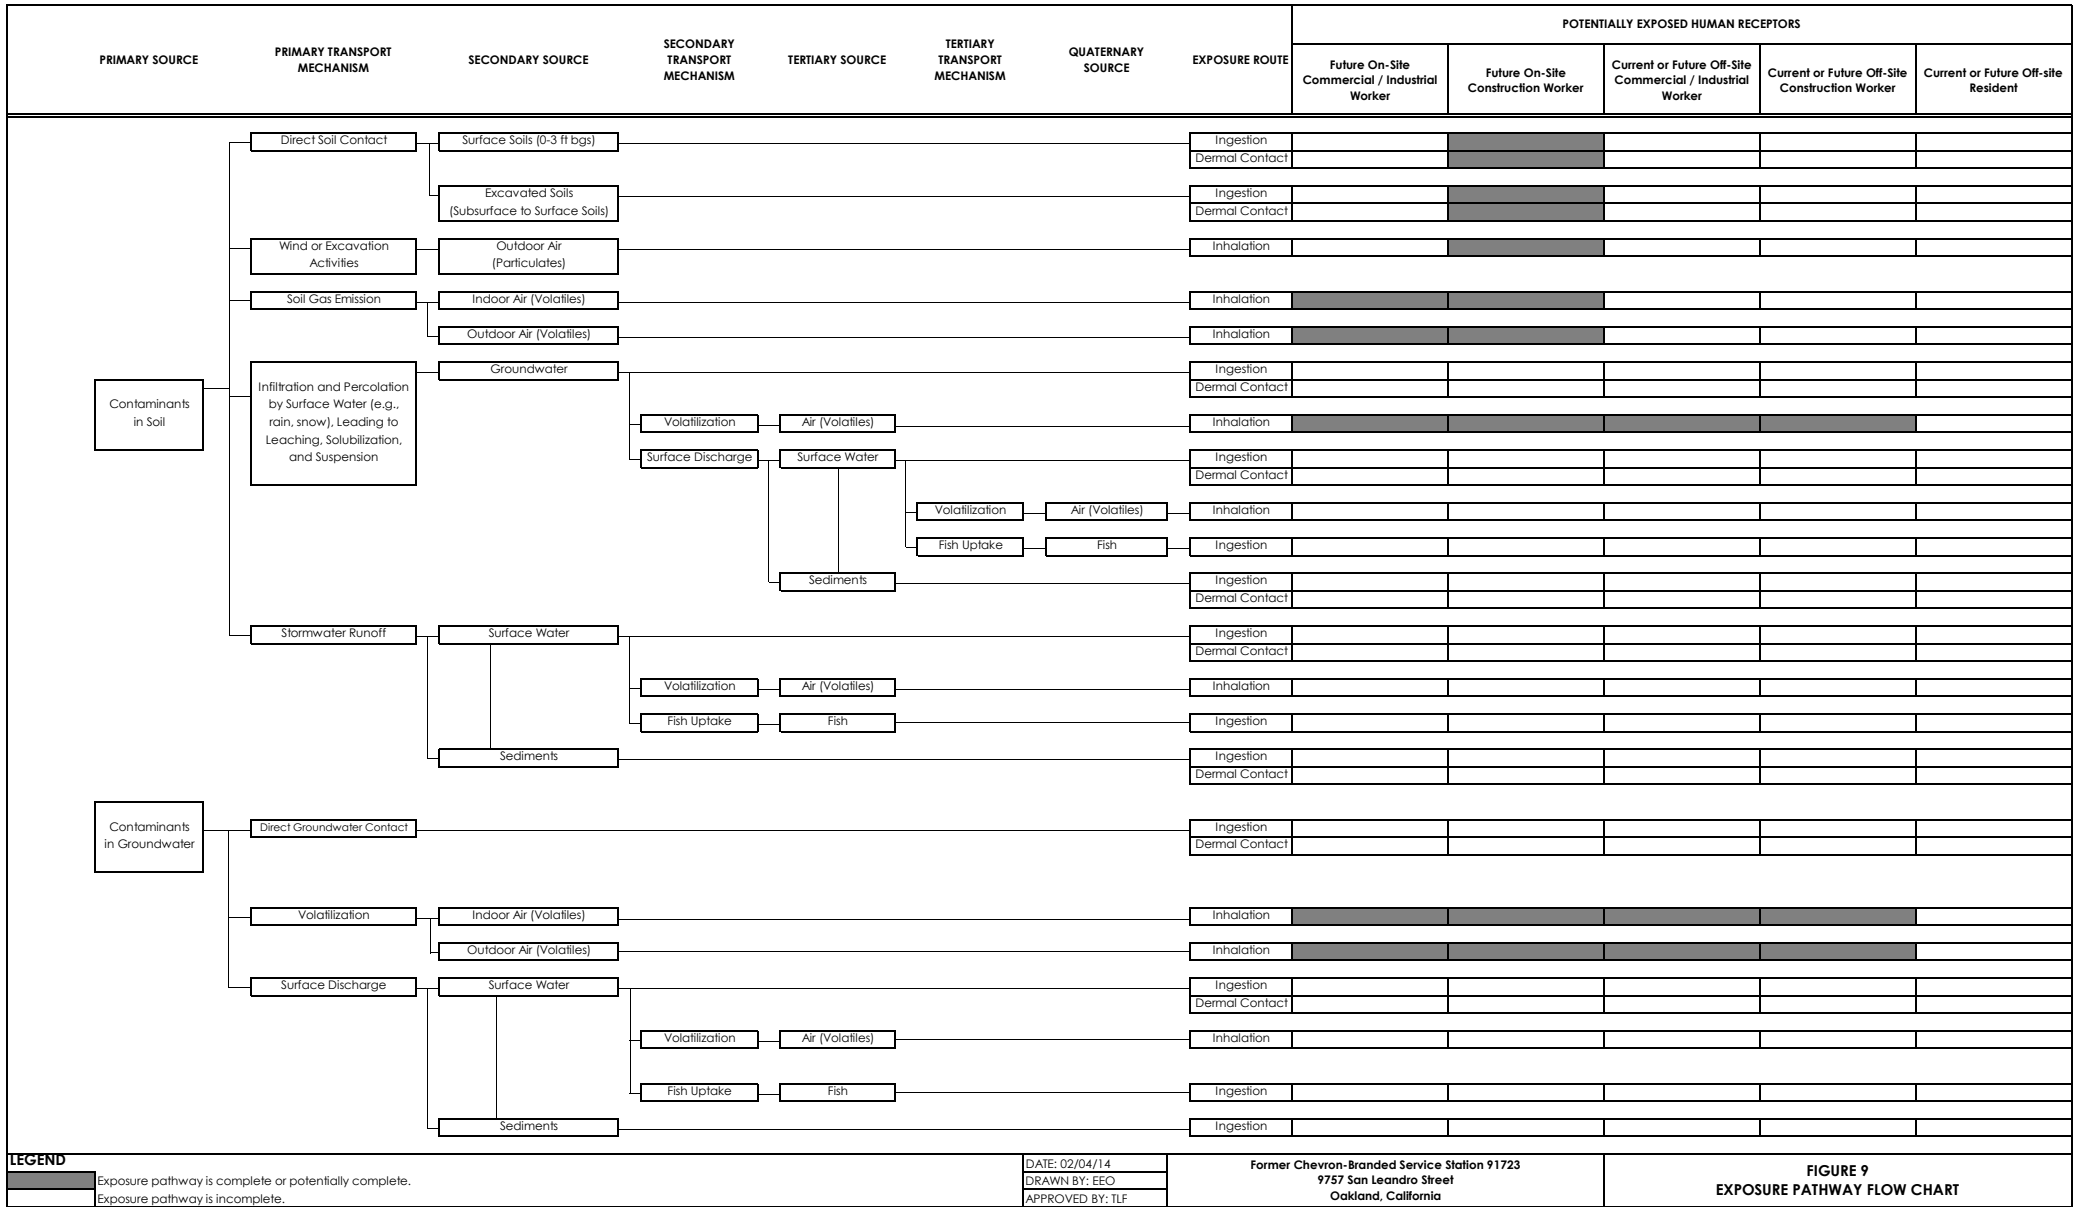 POTENTIALLY EXPOSED HUMAN RECEPTORS
PRIMARY SOURCE
PRIMARY TRANSPORT
MECHANISM
SECONDARY SOURCE
SECONDARY
TRANSPORT
MECHANISM
TERTIARY SOURCE
TERTIARY
TRANSPORT
MECHANISM
QUATERNARY
SOURCE
EXPOSURE ROUTE
Future On-Site
Commercial / Industrial
Worker
Future On-Site
Construction Worker
Current or Future Off-Site
Commercial / Industrial
Worker
Current or Future Off-Site
Construction Worker
Current or Future Off-site
Resident
Direct Soil Contact
Surface Soils (0-3 ft bgs)
Ingestion
Dermal Contact
Excavated Soils
(Subsurface to Surface Soils)
Ingestion
Dermal Contact
Wind or Excavation
Activities
Outdoor Air
(Particulates)
Inhalation
Soil Gas Emission
Indoor Air (Volatiles)
Inhalation
Outdoor Air (Volatiles)
Inhalation
Contaminants
in Soil
Infiltration and Percolation
by Surface Water (e.g.,
rain, snow), Leading to
Leaching, Solubilization,
and Suspension
Groundwater
Ingestion
Dermal Contact
Volatilization
Air (Volatiles)
Inhalation
Surface Discharge
Surface Water
Ingestion
Dermal Contact
Volatilization
Air (Volatiles)
Inhalation
Fish Uptake
Fish
Ingestion
Sediments
Ingestion
Dermal Contact
Stormwater Runoff
Surface Water
Ingestion
Dermal Contact
Volatilization
Air (Volatiles)
Inhalation
Fish Uptake
Fish
Ingestion
Sediments
Ingestion
Dermal Contact
Contaminants
in Groundwater
Direct Groundwater Contact
Ingestion
Dermal Contact
Volatilization
Indoor Air (Volatiles)
Inhalation
Outdoor Air (Volatiles)
Inhalation
Surface Discharge
Surface Water
Ingestion
Dermal Contact
Volatilization
Air (Volatiles)
Inhalation
Fish Uptake
Fish
Ingestion
Sediments
Ingestion
LEGEND
Exposure pathway is complete or potentially complete.
Exposure pathway is incomplete.
DATE: 02/04/14
DRAWN BY: EEO
APPROVED BY: TLF
Former Chevron-Branded Service Station 91723
9757 San Leandro Street
Oakland, California
FIGURE 9
EXPOSURE PATHWAY FLOW CHART